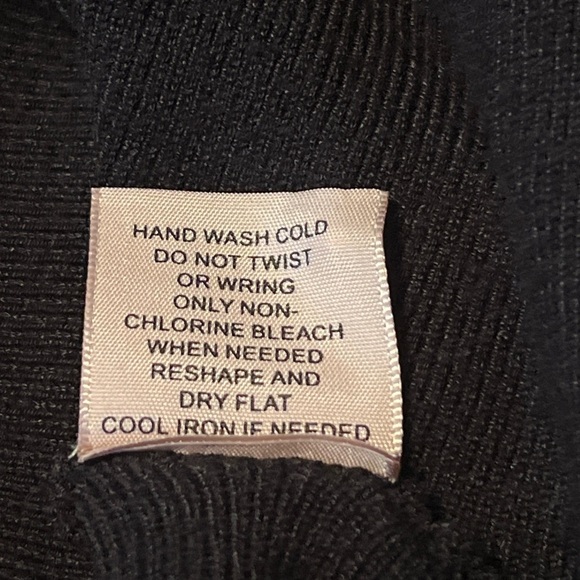 HAND WASH COLD
DO NOT TWIST
OR WRING
ONLY NON-
CHLORINE BLEACH
WHEN NEEDED
RESHAPE AND
DRY FLAT
COOL IRON IF NEEDED